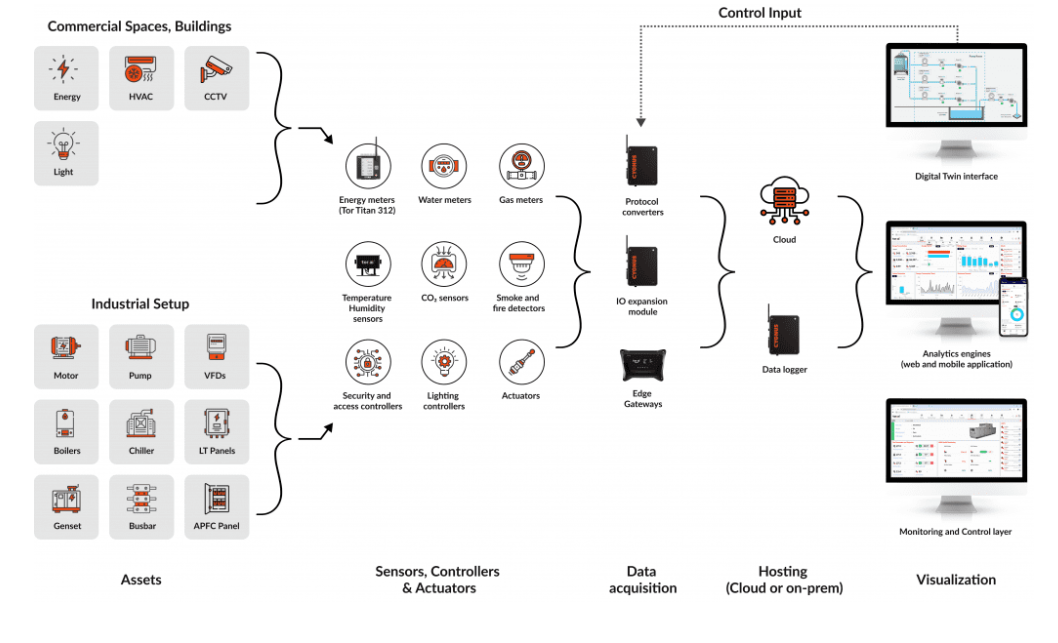 Control Input
Commercial Spaces, Buildings
Energy
HVAC
CCTV
Light
Digital Twin interface
Energy meters
(Tor Titan 312)
Water meters
Gas meters
Protocol
converters
CYGNUS
Cloud
Temperature
Humidity
sensors
CO₂ sensors
Smoke and
fire detectors
IO expansion
module
CYGNUS
Industrial Setup
Motor
Pump
VFDs
Data logger
CYGNUS
Analytics engines
(web and mobile application)
Security and
access controllers
Lighting
controllers
Actuators
Edge
Gateways
Boilers
Chiller
LT Panels
Genset
Busbar
APFC Panel
Monitoring and Control layer
Assets
Sensors, Controllers
& Actuators
Data
acquisition
Hosting
(Cloud or on-prem)
Visualization